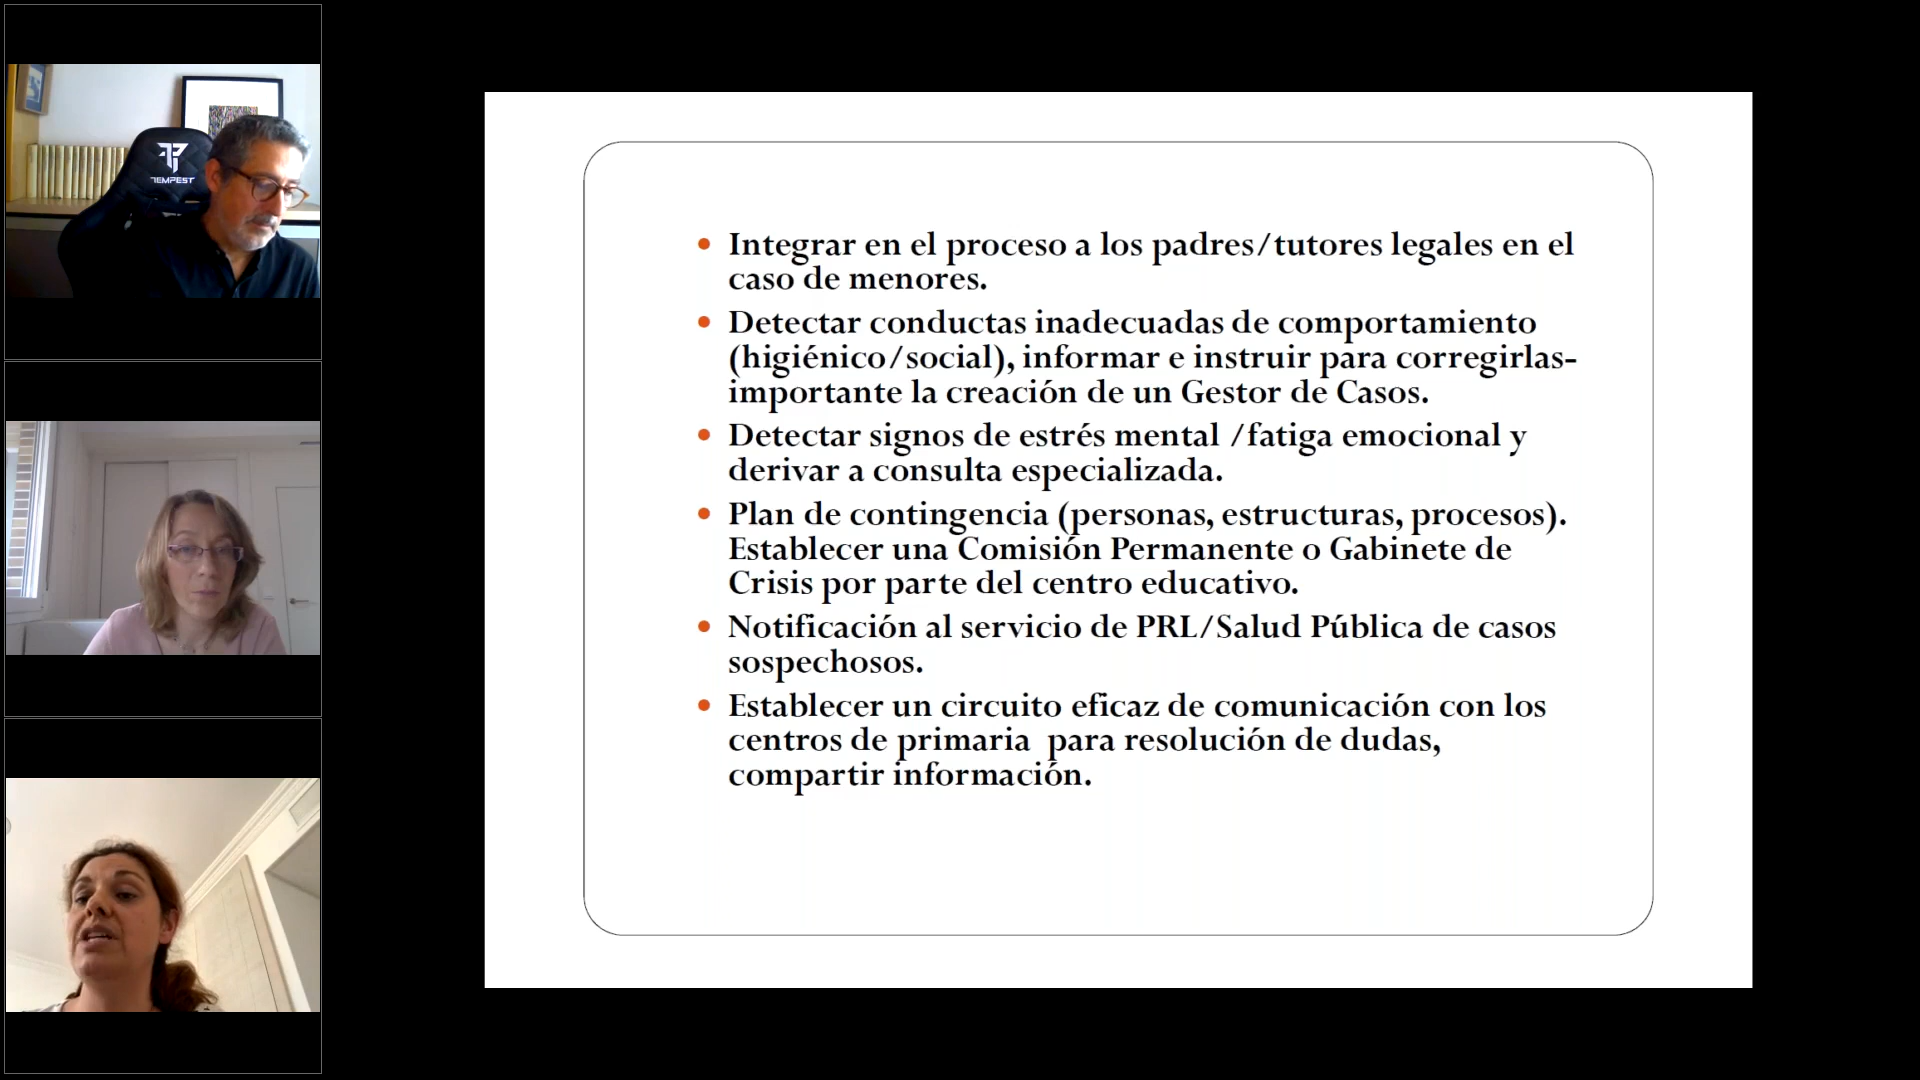 TEMPEST
• Integrar en el proceso a los padres/tutores legales en el
caso de menores.
• Detectar conductas inadecuadas de comportamiento
(higiénico/social), informar e instruir para corregirlas-
importante la creación de un Gestor de Casos.
• Detectar signos de estrés mental /fatiga emocional y
derivar a consulta especializada.
• Plan de contingencia (personas, estructuras, procesos).
Establecer una Comisión Permanente o Gabinete de
Crisis por parte del centro educativo.
• Notificación al servicio de PRL/Salud Pública de casos
sospechosos.
• Establecer un circuito eficaz de comunicación con los
centros de primaria  para resolución de dudas,
compartir información.